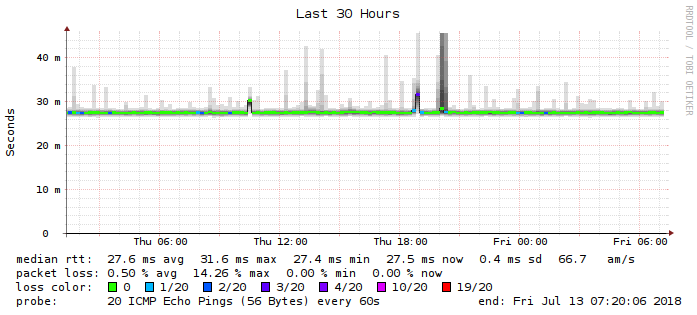 Last 30 Hours
RRDTOOL / TOBI OETIKER
Seconds
40 m
30 m
20 m
10 m
0
Thu 06:00 Thu 12:00 Thu 18:00 Fri 00:00 Fri 06:00
median rtt: 27.6 ms avg 31.6 ms max 27.4 ms min 27.5 ms now 0.4 ms sd 66.7 am/s
packet loss: 0.50 % avg 14.26 % max 0.00 % min 0.00 % now
loss color: 0 1/20 2/20 3/20 4/20 10/20 19/20
probe: 20 ICMP Echo Pings (56 Bytes) every 60s end: Fri Jul 13 07:20:06 2018